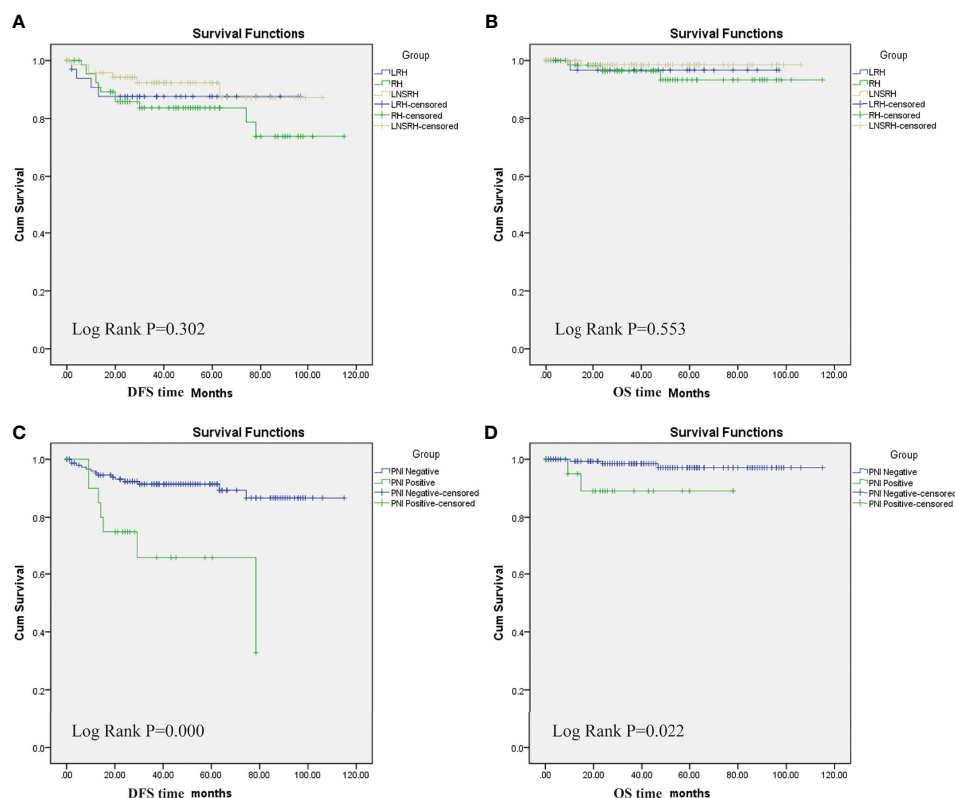 A
Survival Functions
Cum Survival
1.0
0.8
0.6
0.4
0.2
0.0
.00 20.00 40.00 60.00 80.00 100.00 120.00
DFS time Months
Log Rank P=0.302
Group
LRH
RH
LNSRH
LRH-censored
RH-censored
LNSRH-censored
B
Survival Functions
Cum Survival
1.0
0.8
0.6
0.4
0.2
0.0
.00 20.00 40.00 60.00 80.00 100.00 120.00
OS time Months
Log Rank P=0.553
Group
LRH
RH
LNSRH
LRH-censored
RH-censored
LNSRH-censored
C
Survival Functions
Cum Survival
1.0
0.8
0.6
0.4
0.2
0.0
.00 20.00 40.00 60.00 80.00 100.00 120.00
DFS time months
Log Rank P=0.000
Group
PNI Negative
PNI Positive
PNI Negative-censored
PNI Positive-censored
D
Survival Functions
Cum Survival
1.0
0.8
0.6
0.4
0.2
0.0
.00 20.00 40.00 60.00 80.00 100.00 120.00
OS time months
Log Rank P=0.022
Group
PNI Negative
PNI Positive
PNI Negative-censored
PNI Positive-censored